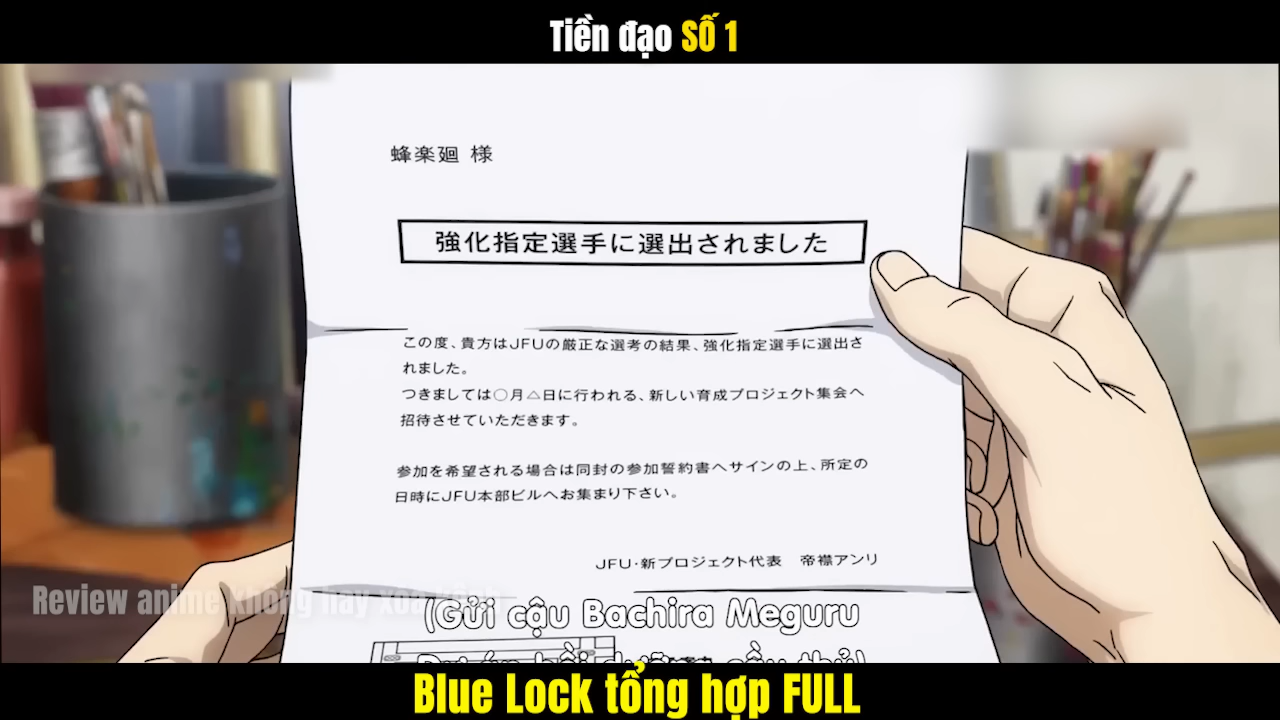 Tiền đạo Số 1
蜂楽廻 様
強化指定選手に選出されました
この度、貴方はJFUの厳正な選考の結果、強化指定選手に選出さ
れました。
つきましては○月△日に行われる、新しい育成プロジェクト集会へ
招待させていただきます。
参加を希望される場合は同封の参加誓約書へサインの上、所定の
日時にJFU本部ビルへお集まり下さい。
JFU・新プロジェクト代表 帝襟アンリ
Review anime không hay xóa kênh
(Gửi cậu Bachira Meguru
Blue Lock tổng hợp FULL